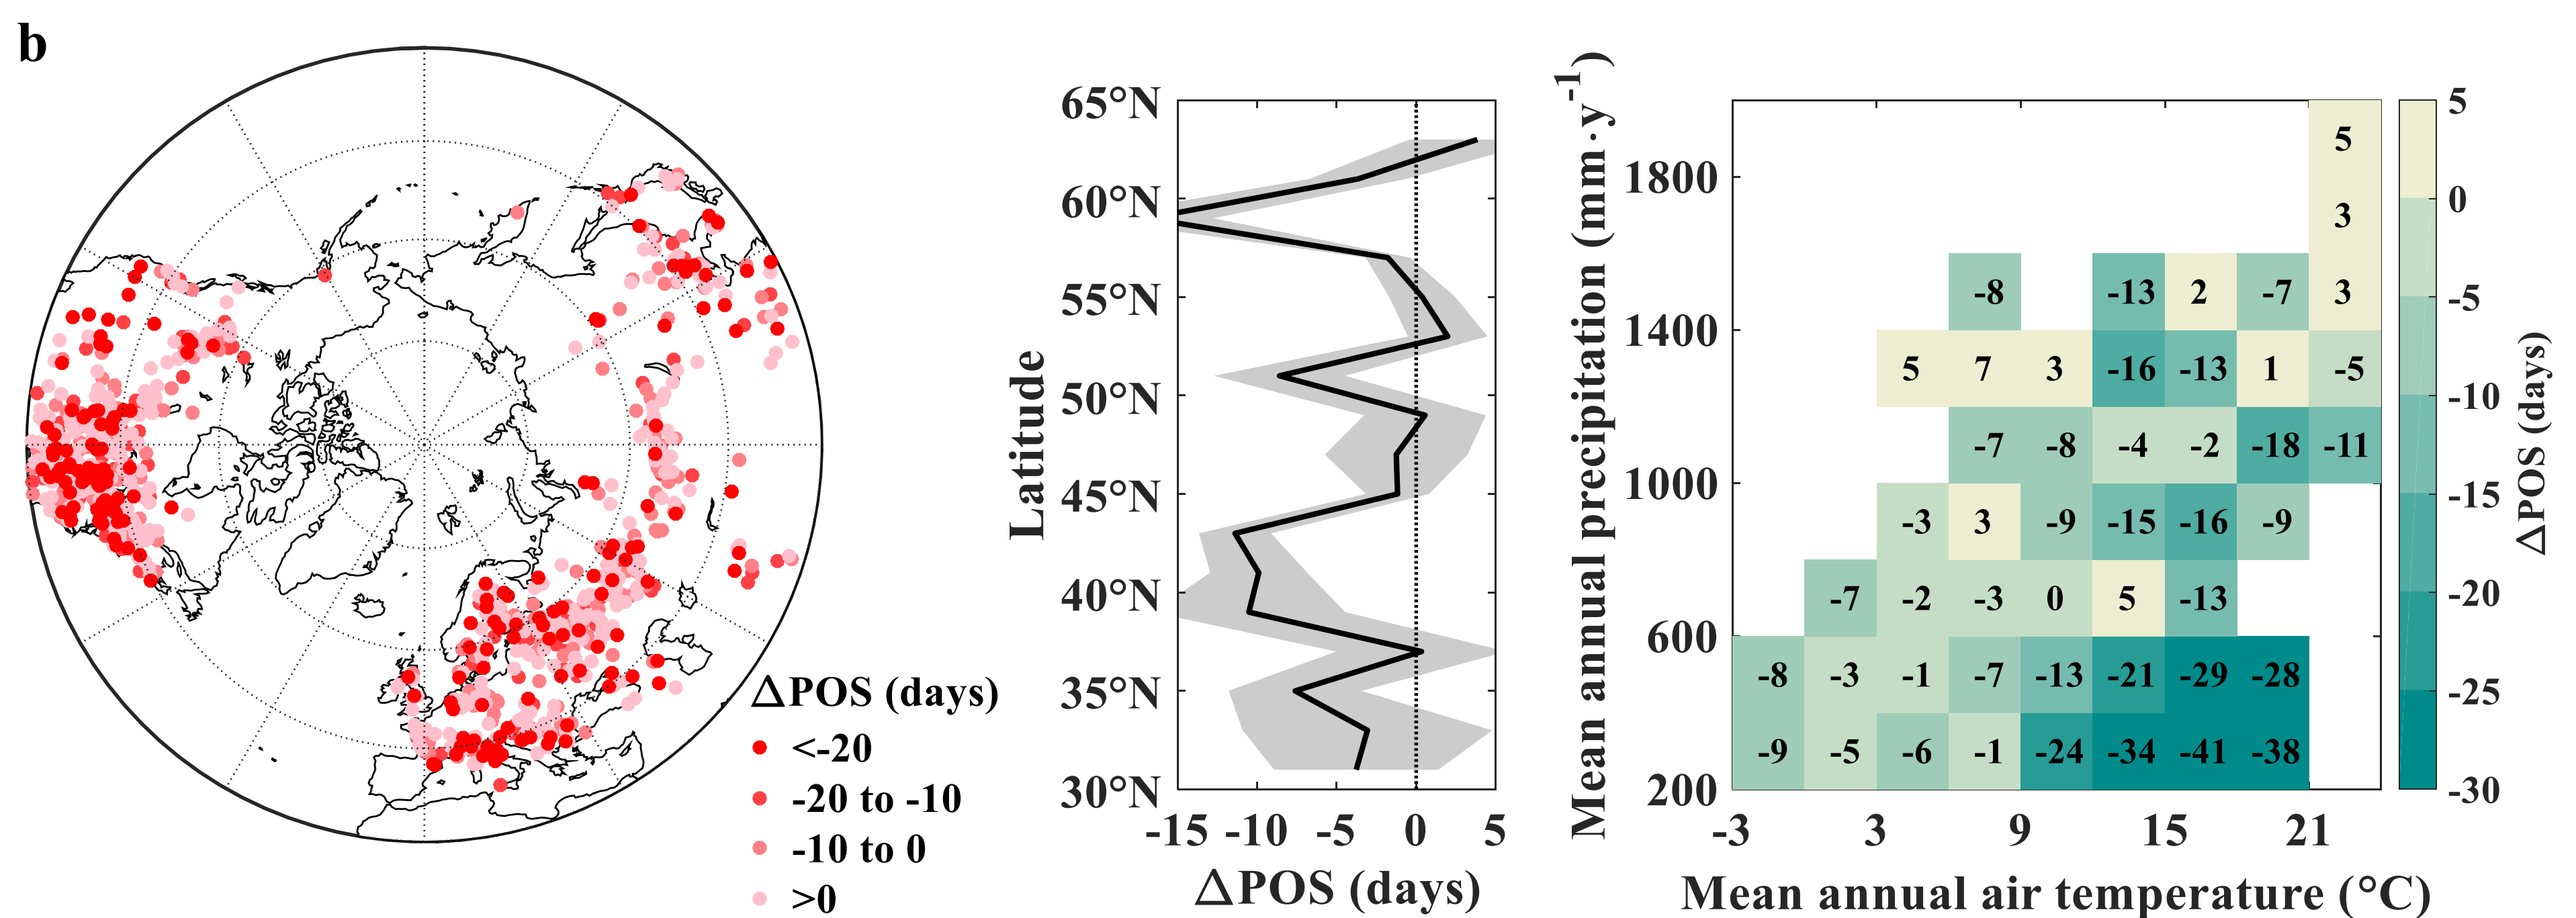 b
△POS (days)
<-20
-20 to -10
-10 to 0
>0
Latitude
65°N
60°N
55°N
50°N
45°N
40°N
35°N
30°N
-15 -10 -5 0 5
△POS (days)
Mean annual precipitation (mm·y-1)
1800
1400
1000
600
200
5
3
-8 -13 2 -7 3
5 7 3 -16 -13 1 -5
-7 -8 -4 -2 -18 -11
-3 3 -9 -15 -16 -9
-7 -2 -3 0 5 -13
-8 -3 -1 -7 -13 -21 -29 -28
-9 -5 -6 -1 -24 -34 -41 -38
-3 3 9 15 21
Mean annual air temperature (°C)
5
0
-5
-10
-15
-20
-25
-30
△POS (days)